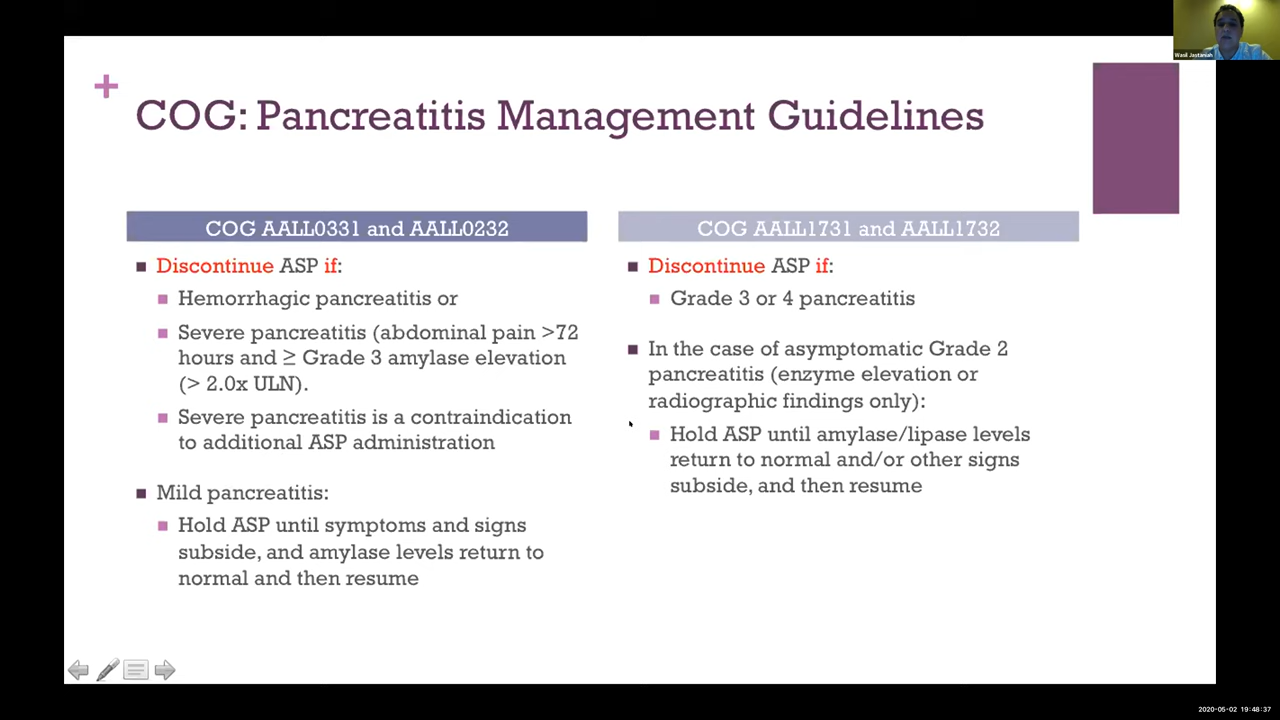 Wasil Jastaniah
+
COG: Pancreatitis Management Guidelines
COG AALL0331 and AALL0232
Discontinue ASP if:
Hemorrhagic pancreatitis or
Severe pancreatitis (abdominal pain >72
hours and ≥ Grade 3 amylase elevation
(> 2.0x ULN).
Severe pancreatitis is a contraindication
to additional ASP administration
Mild pancreatitis:
Hold ASP until symptoms and signs
subside, and amylase levels return to
normal and then resume
COG AALL1731 and AALL1732
Discontinue ASP if:
Grade 3 or 4 pancreatitis
In the case of asymptomatic Grade 2
pancreatitis (enzyme elevation or
radiographic findings only):
Hold ASP until amylase/lipase levels
return to normal and/or other signs
subside, and then resume
2020-05-02 19:48:37